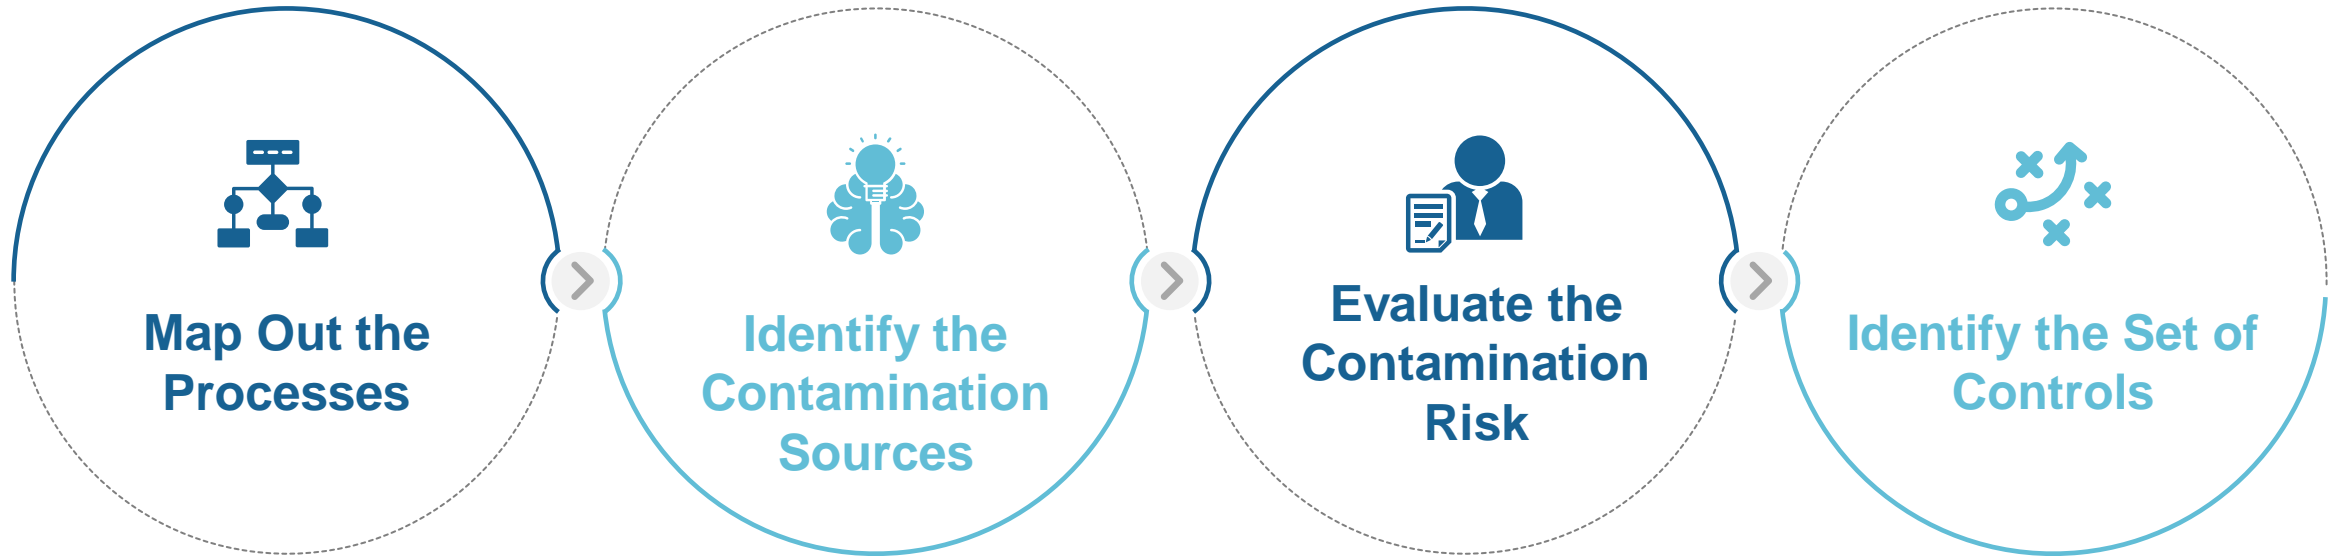 Map Out the
Processes
Identify the
Contamination
Sources
Evaluate the
Contamination
Risk
Identify the Set of
Controls